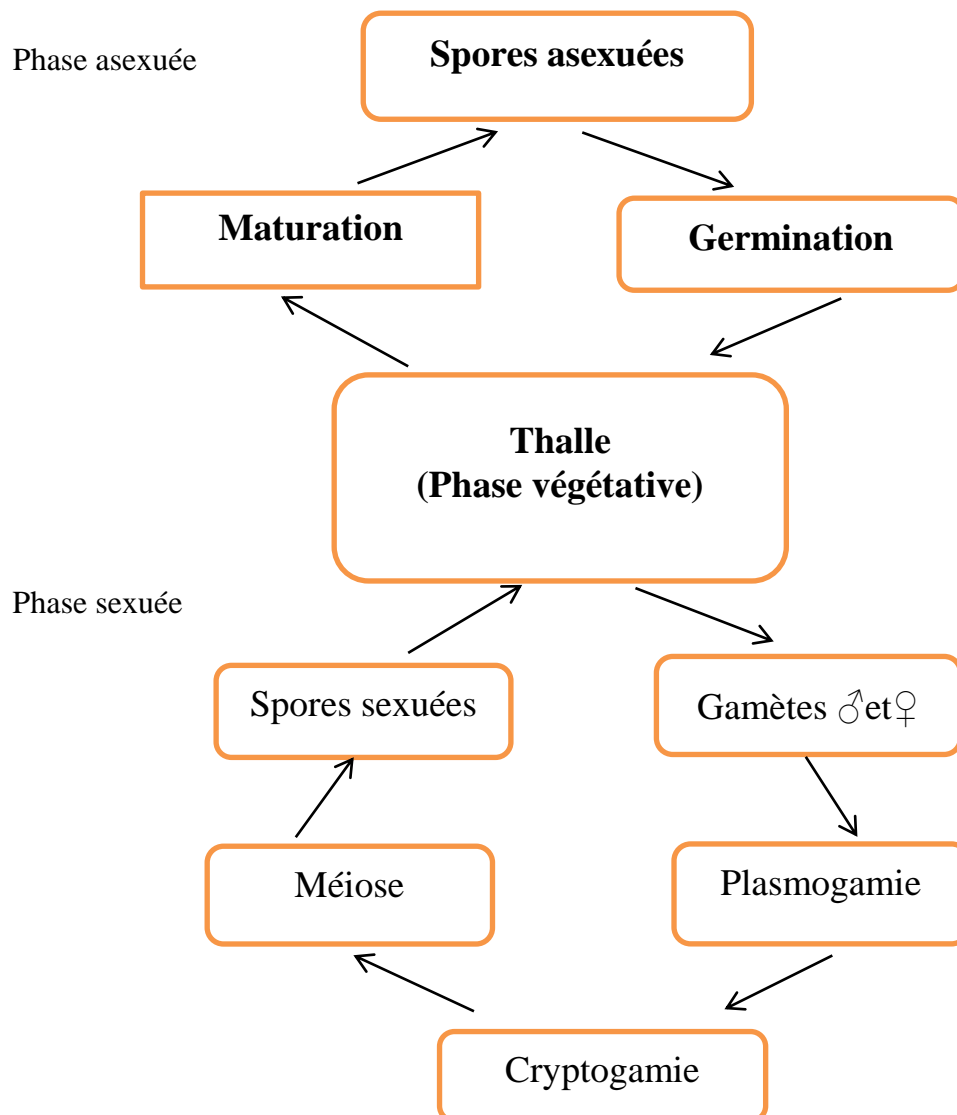 Phase asexuée
Spores asexuées
Maturation
Germination
Thalle
(Phase végétative)
Phase sexuée
Spores sexuées
Gamètes ♂et♀
Méiose
Plasmogamie
Cryptogamie